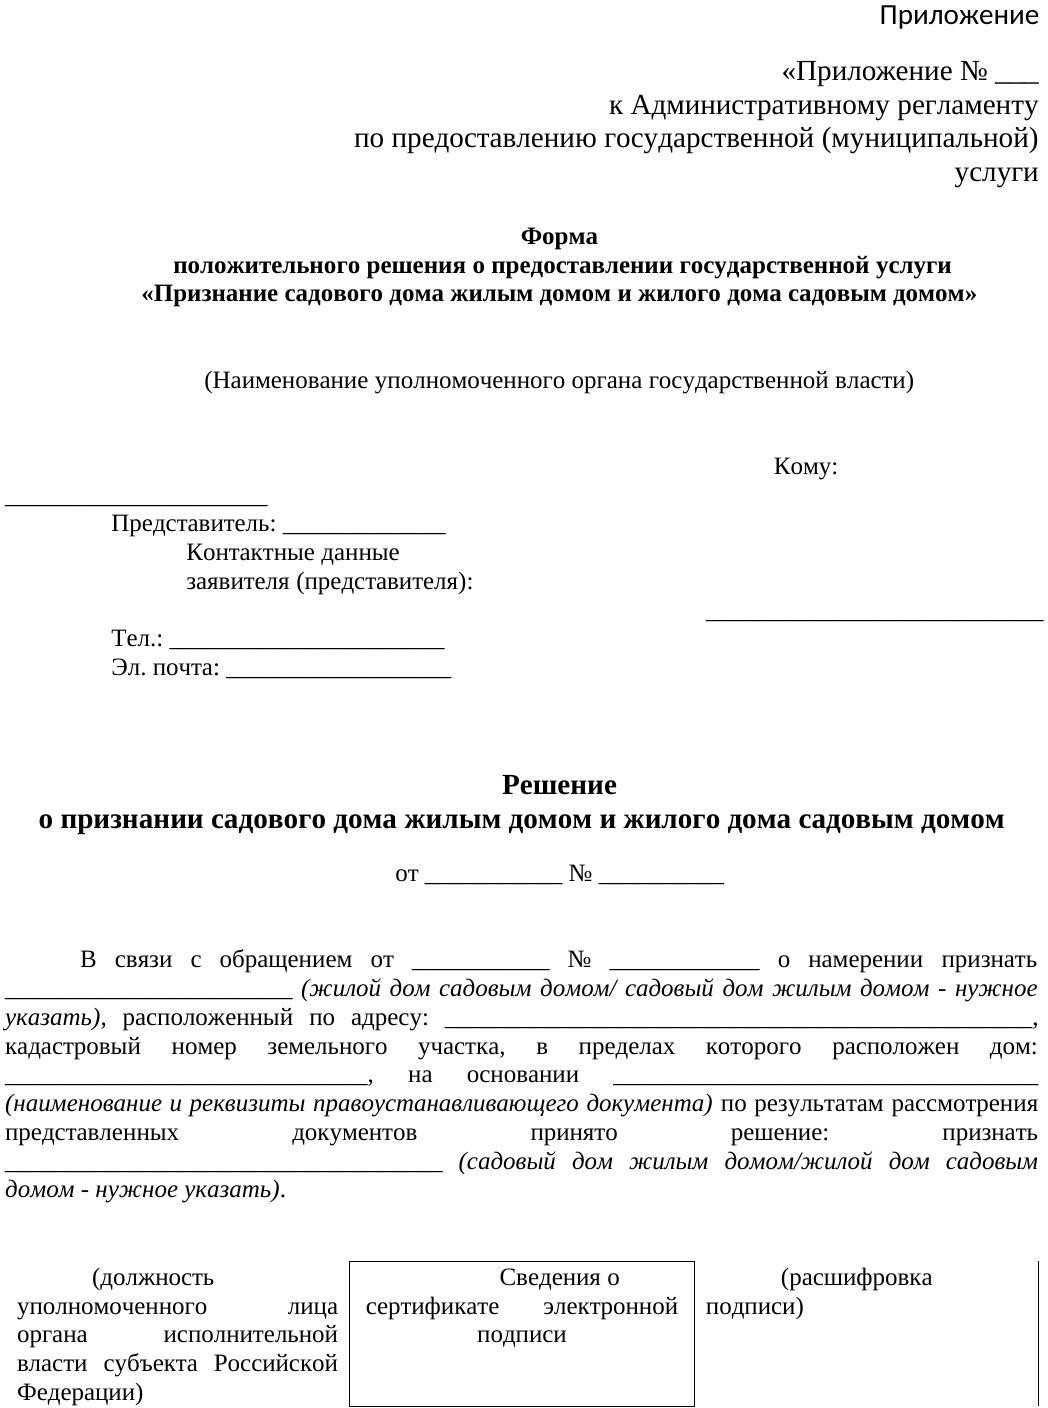 Приложение
«Приложение № ___
к Административному регламенту
по предоставлению государственной (муниципальной)
услуги
Форма
положительного решения о предоставлении государственной услуги
«Признание садового дома жилым домом и жилого дома садовым домом»
(Наименование уполномоченного органа государственной власти)
Кому:
_____________________
Представитель: _____________
Контактные данные
заявителя (представителя):
___________________________
Тел.: ______________________
Эл. почта: __________________
Решение
о признании садового дома жилым домом и жилого дома садовым домом
от ___________ № __________
В связи с обращением от ___________ № ____________ о намерении признать
_______________________ (жилой дом садовым домом/ садовый дом жилым домом - нужное
указать), расположенный по адресу: _______________________________________________,
кадастровый номер земельного участка, в пределах которого расположен дом:
_____________________________, на основании __________________________________
(наименование и реквизиты правоустанавливающего документа) по результатам рассмотрения
представленных документов принято решение: признать
___________________________________ (садовый дом жилым домом/жилой дом садовым
домом - нужное указать).
(должность
уполномоченного лица
органа исполнительной
власти субъекта Российской
Федерации)
Сведения о
сертификате электронной
подписи
(расшифровка
подписи)